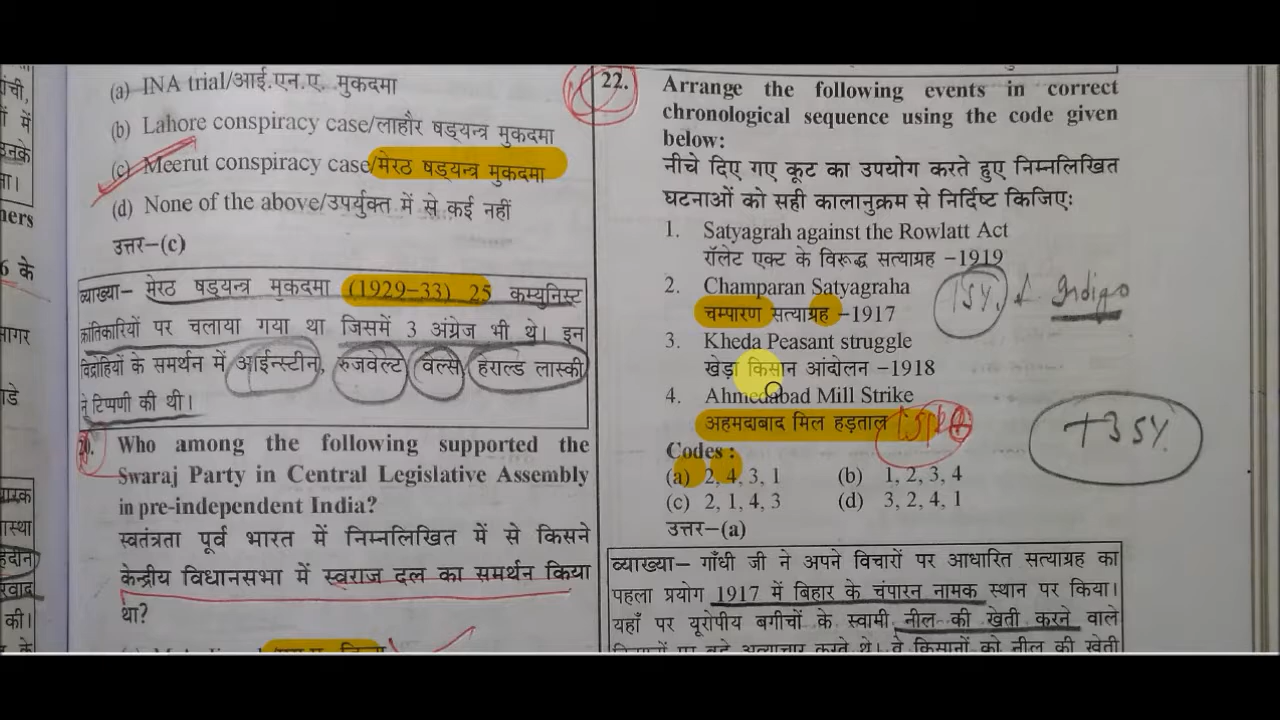 (a) INA trial/आई.एन.ए. मुकदमा
(b) Lahore conspiracy case/लाहौर षड्यन्त्र मुकदमा
(c) Meerut conspiracy case/मेरठ षड्यन्त्र मुकदमा
(d) None of the above/उपर्युक्त में से कई नहीं
उत्तर–(c)
व्याख्या– मेरठ षड्यन्त्र मुकदमा (1929–33) 25 कम्युनिस्ट
क्रांतिकारियों पर चलाया गया था जिसमें 3 अंग्रेज भी थे। इन
विद्रोहियों के समर्थन में आईन्स्टीन, रुजवेल्ट, वेल्स, हेराल्ड लास्की
ने टिप्पणी की थी।
Who among the following supported the
Swaraj Party in Central Legislative Assembly
in pre-independent India?
स्वतंत्रता पूर्व भारत में निम्नलिखित में से किसने
केन्द्रीय विधानसभा में स्वराज दल का समर्थन किया
था?
22. Arrange the following events in correct
chronological sequence using the code given
below:
नीचे दिए गए कूट का उपयोग करते हुए निम्नलिखित
घटनाओं को सही कालानुक्रम से निर्दिष्ट किजिए:
1. Satyagrah against the Rowlatt Act
रॉलेट एक्ट के विरूद्ध सत्याग्रह –1919
2. Champaran Satyagraha
चम्पारण सत्याग्रह –1917
Indigo
3. Kheda Peasant struggle
खेड़ा किसान आंदोलन –1918
4. Ahmedabad Mill Strike
अहमदाबाद मिल हड़ताल
+35%
Codes :
(a) 2, 4, 3, 1 (b) 1, 2, 3, 4
(c) 2, 1, 4, 3 (d) 3, 2, 4, 1
उत्तर–(a)
व्याख्या– गाँधी जी ने अपने विचारों पर आधारित सत्याग्रह का
पहला प्रयोग 1917 में बिहार के चंपारन नामक स्थान पर किया।
यहाँ पर यूरोपीय बगीचों के स्वामी नील की खेती करने वाले